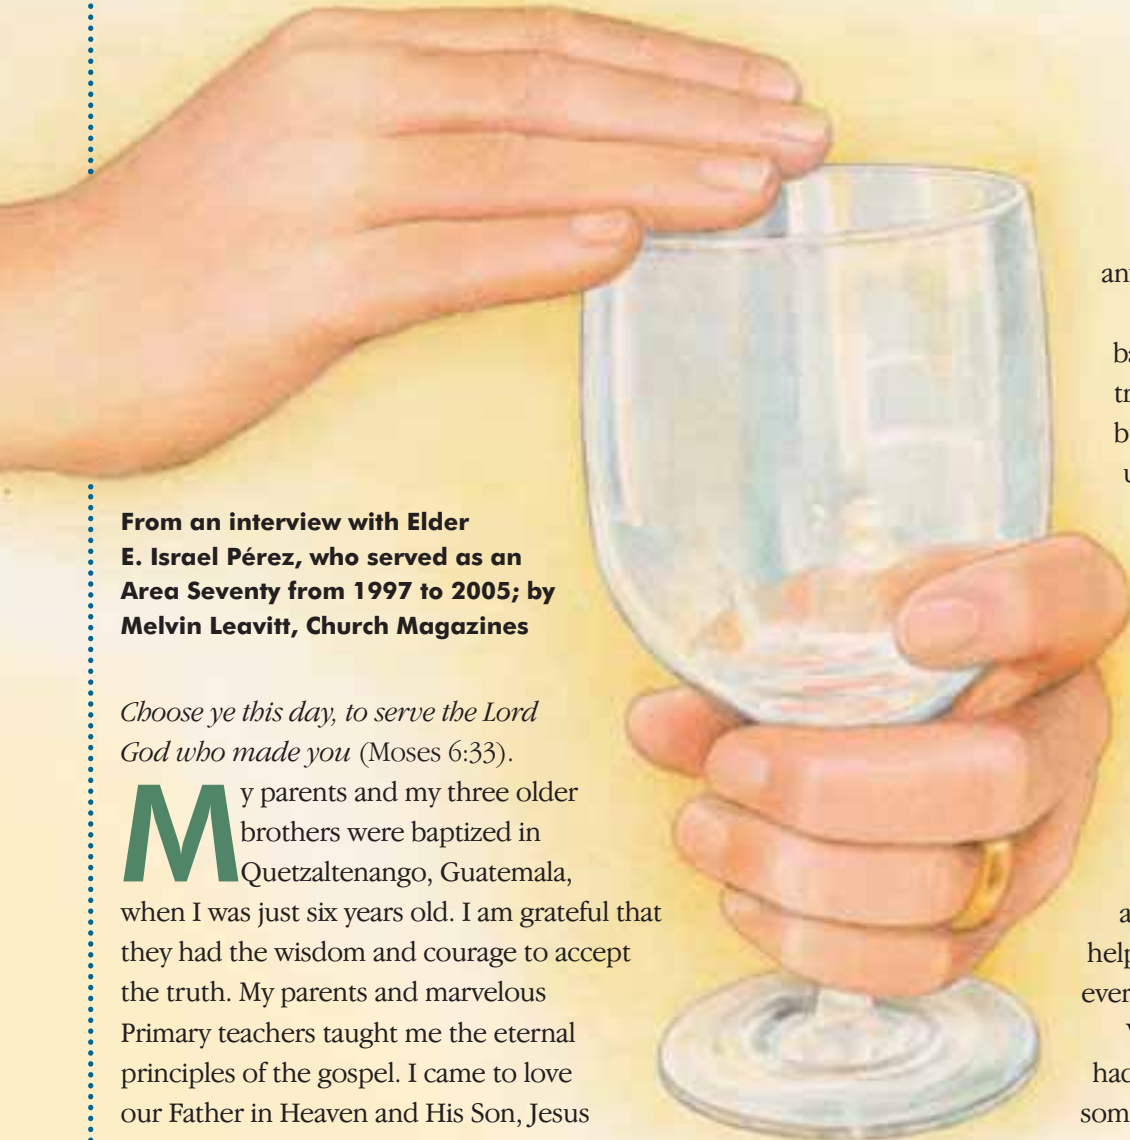 From an interview with Elder
E. Israel Pérez, who served as an
Area Seventy from 1997 to 2005; by
Melvin Leavitt, Church Magazines
Choose ye this day, to serve the Lord
God who made you (Moses 6:33).
My parents and my three older
brothers were baptized in
Quetzaltenango, Guatemala,
when I was just six years old. I am grateful that
they had the wisdom and courage to accept
the truth. My parents and marvelous
Primary teachers taught me the eternal
principles of the gospel. I came to love
our Father in Heaven and His Son, Jesus